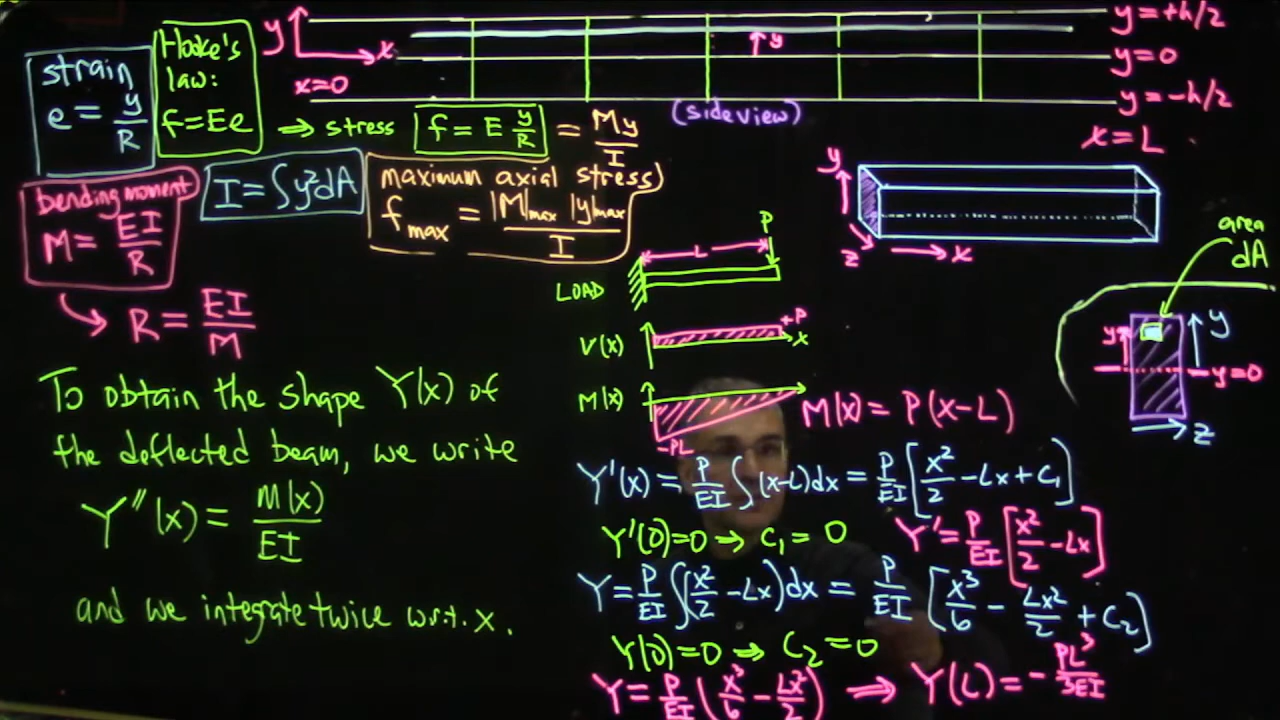 y
x
x=0
y
y=+h/2
y=0
y=-h/2
x=L
(sideview)
strain
e = y/R
Hooke's
law:
f=Ee
⇒ stress f = E y/R = My/I
bending moment
M = EI/R
I = ∫y²dA
maximum axial stress
f_max = |M|_max |y|_max / I
→ R = EI/M
To obtain the shape Y(x) of
the deflected beam, we write
Y''(x) = M(x)/EI
and we integrate twice w.r.t. x.
P
L
LOAD
+P
V(x)
x
M(x)
-PL
M(x) = P(x-L)
Y'(x) = P/EI ∫(x-L)dx = P/EI [x²/2 - Lx + C₁]
Y'(0)=0 → C₁ = 0
Y' = P/EI [x²/2 - Lx]
Y = P/EI ∫(x²/2 - Lx)dx = P/EI [x³/6 - Lx²/2 + C₂]
Y(0)=0 ⇒ C₂=0
Y = P/EI (x³/6 - Lx²/2) ⇒ Y(L) = - PL³/3EI
y
z
x
area
dA
y
y
y=0
z